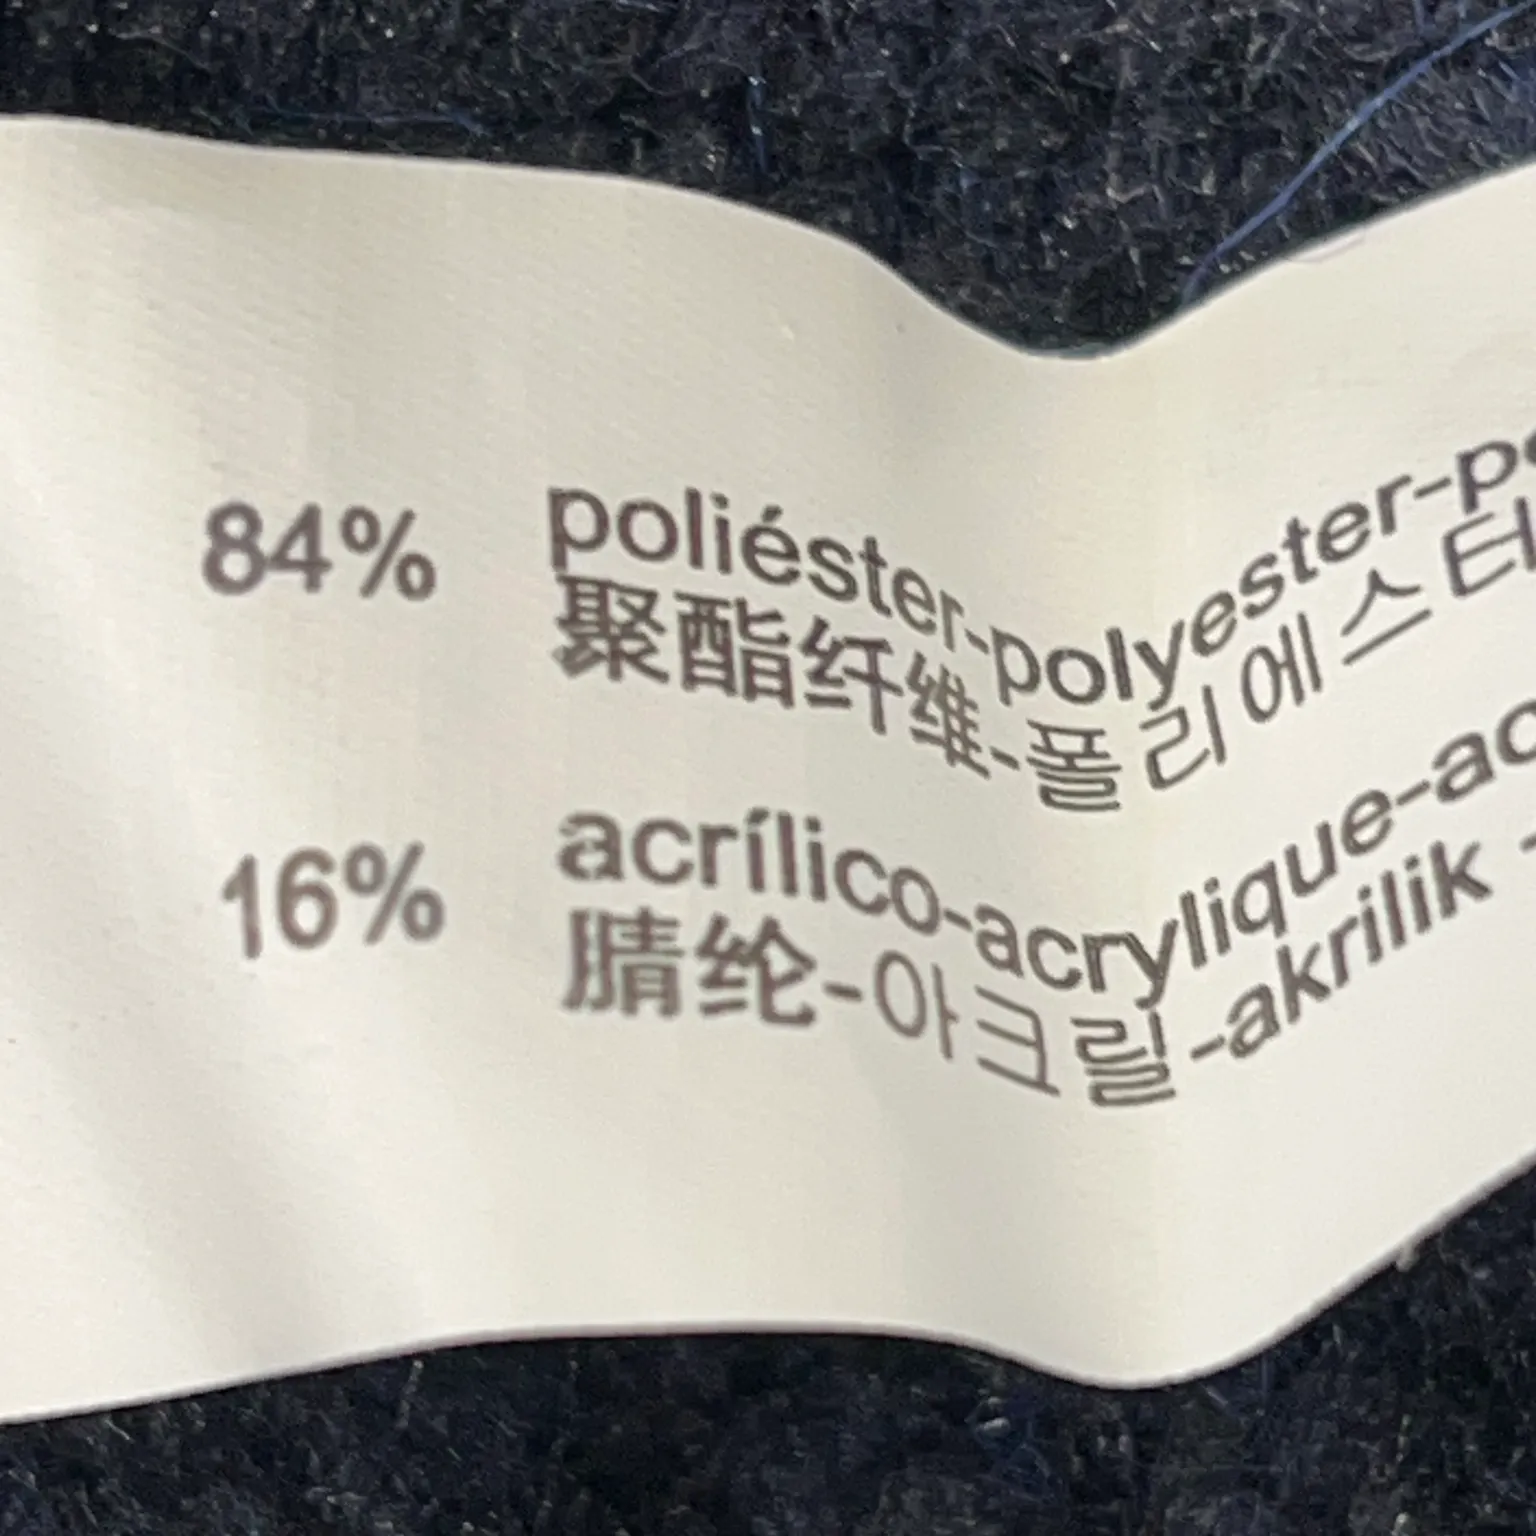 84% poliéster-polyester-po
聚酯纤维-폴리에스터
16% acrílico-acrylique-ac
腈纶-아크릴-akrilik -